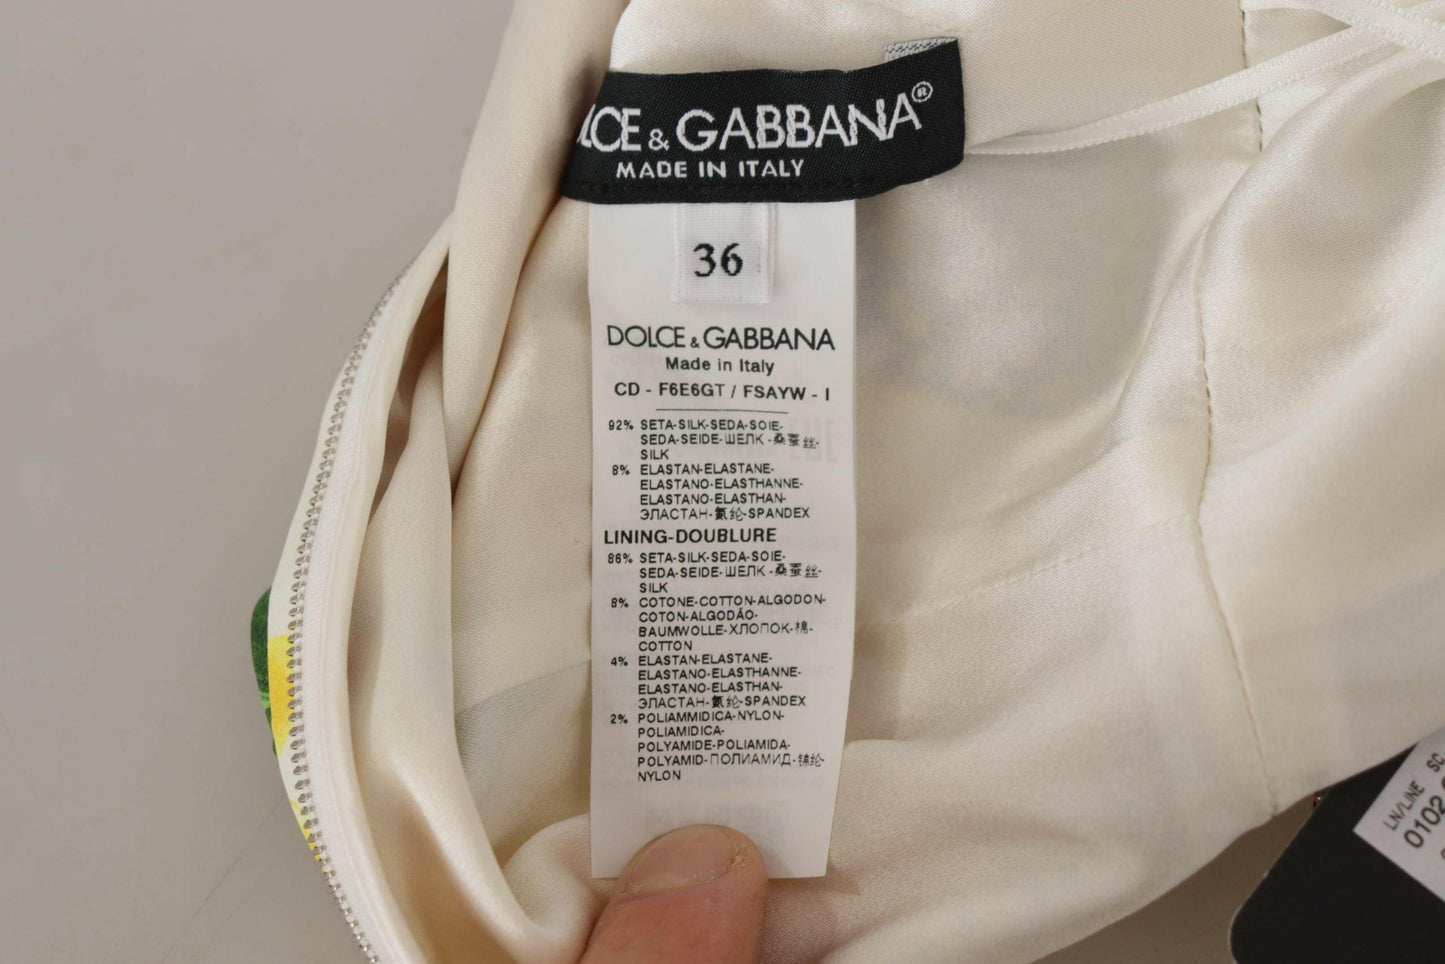 LCE & GABBANA®
MADE IN ITALY
36
DOLCE & GABBANA
Made in Italy
CD - F6E6GT / FSAYW - I
92% SETA-SILK-SEDA-SOIE-
SEDA-SEIDE-ШЕЛК-桑蚕丝-
SILK
8% ELASTAN-ELASTANE-
ELASTANO-ELASTHANNE-
ELASTANO-ELASTHAN-
ЭЛАСТАН-氨纶-SPANDEX
LINING-DOUBLURE
86% SETA-SILK-SEDA-SOIE-
SEDA-SEIDE-ШЕЛК-桑蚕丝-
SILK
8% COTONE-COTTON-ALGODON-
COTON-ALGODÃO-
BAUMWOLLE-ХЛОПОК-棉-
COTTON
4% ELASTAN-ELASTANE-
ELASTANO-ELASTHANNE-
ELASTANO-ELASTHAN-
ЭЛАСТАН-氨纶-SPANDEX
2% POLIAMMIDICA-NYLON-
POLIAMIDICA-
POLYAMIDE-POLIAMIDA-
POLYAMID-ПОЛИАМИД-锦纶-
NYLON
LN/LINE SC
0102